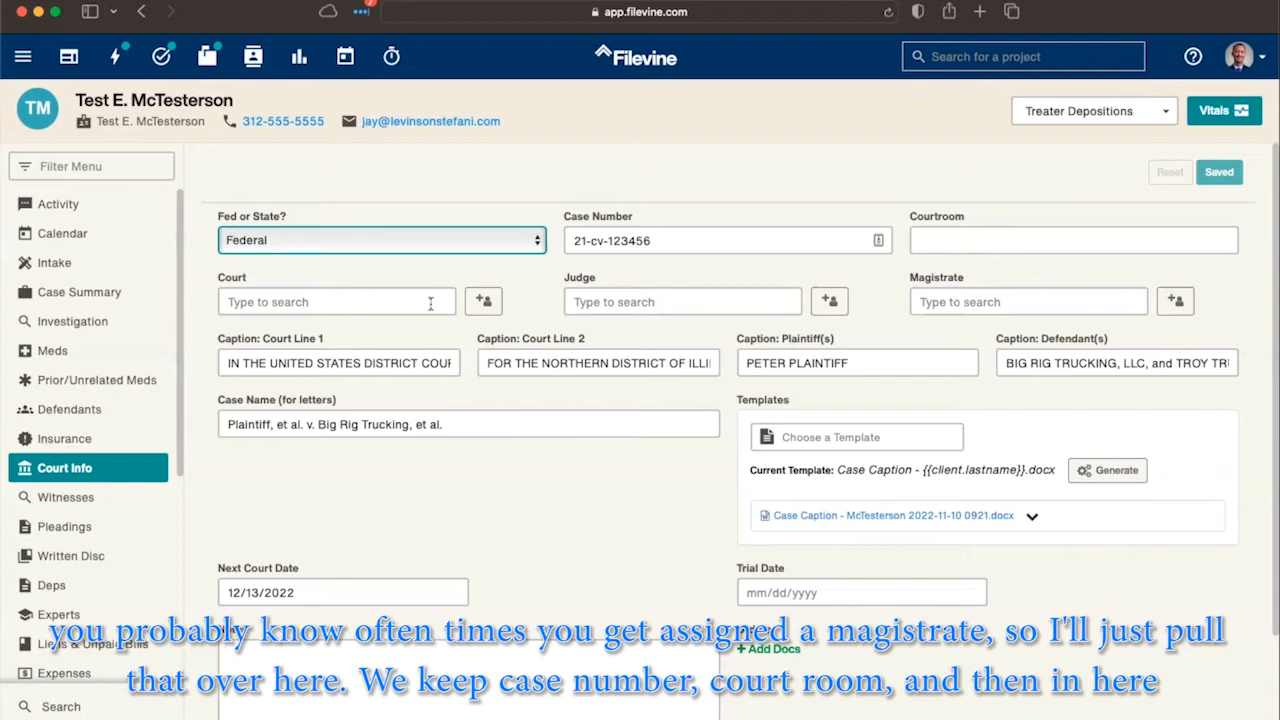 app.filevine.com
Filevine
Search for a project
TM
Test E. McTesterson
Test E. McTesterson
312-555-5555
jay@levinsonstefani.com
Treater Depositions
Vitals
Filter Menu
Reset
Saved
Activity
Calendar
Intake
Case Summary
Investigation
Meds
Prior/Unrelated Meds
Defendants
Insurance
Court Info
Witnesses
Pleadings
Written Disc
Deps
Experts
Liens & Unpaid Bills
Expenses
Search
Fed or State?
Case Number
Courtroom
Federal
21-cv-123456
Court
Judge
Magistrate
Type to search
Type to search
Type to search
Caption: Court Line 1
Caption: Court Line 2
Caption: Plaintiff(s)
Caption: Defendant(s)
IN THE UNITED STATES DISTRICT COUR
FOR THE NORTHERN DISTRICT OF ILLI
PETER PLAINTIFF
BIG RIG TRUCKING, LLC, and TROY TR
Case Name (for letters)
Templates
Plaintiff, et al. v. Big Rig Trucking, et al.
Choose a Template
Current Template: Case Caption - {{client.lastname}}.docx
Generate
Case Caption - McTesterson 2022-11-10 0921.docx
Next Court Date
Trial Date
12/13/2022
mm/dd/yyyy
+ Add Docs
you probably know often times you get assigned a magistrate, so I'll just pull
that over here. We keep case number, court room, and then in here